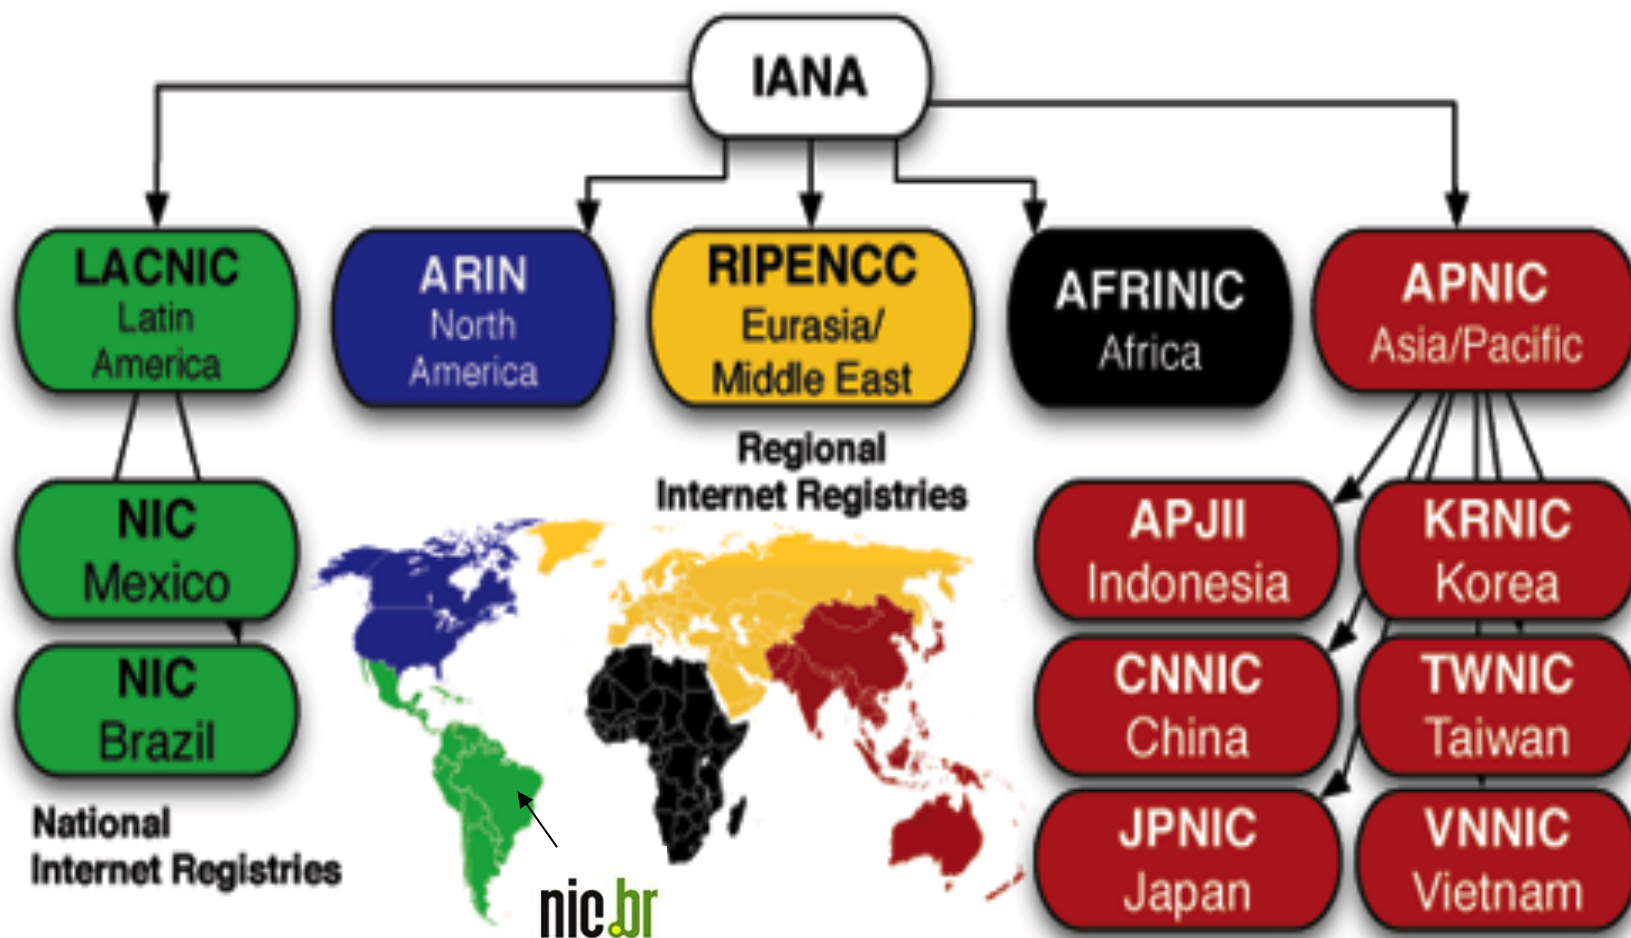 IANA
LACNIC
Latin
America
ARIN
North
America
RIPENCC
Eurasia/
Middle East
AFRINIC
Africa
APNIC
Asia/Pacific
Regional
Internet Registries
NIC
Mexico
NIC
Brazil
National
Internet Registries
nic.br
APJII
Indonesia
KRNIC
Korea
CNNIC
China
TWNIC
Taiwan
JPNIC
Japan
VNNIC
Vietnam